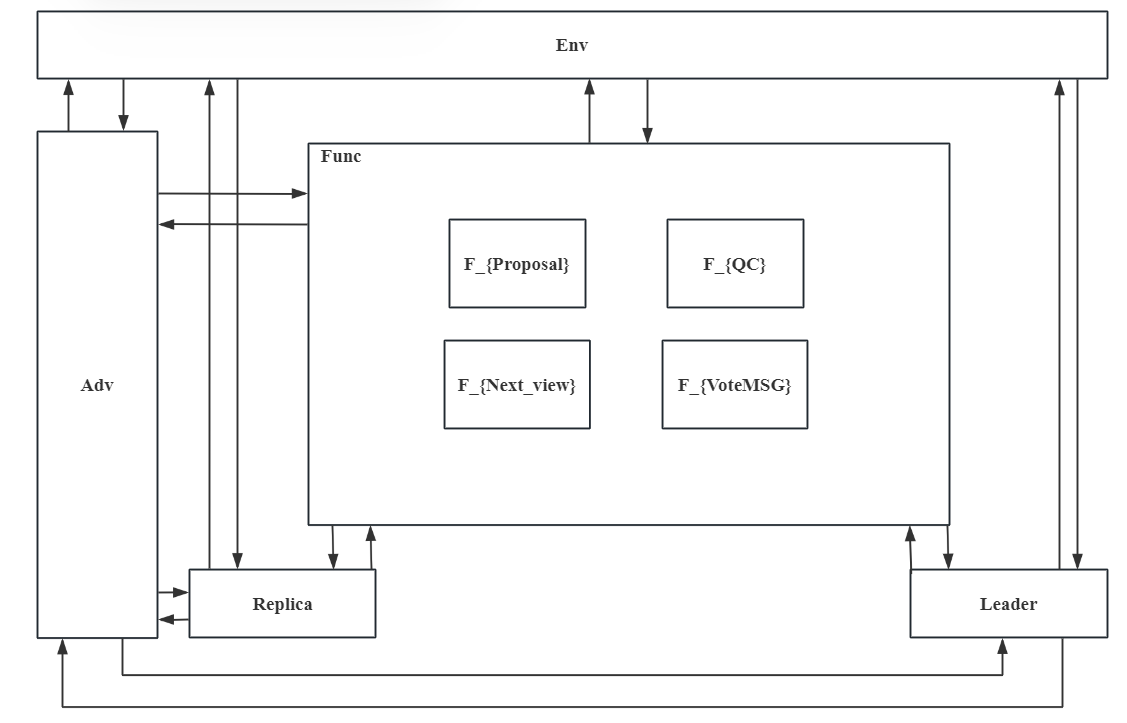 Env
Func
F_{Proposal}
F_{QC}
Adv
F_{Next_view}
F_{VoteMSG}
Replica
Leader